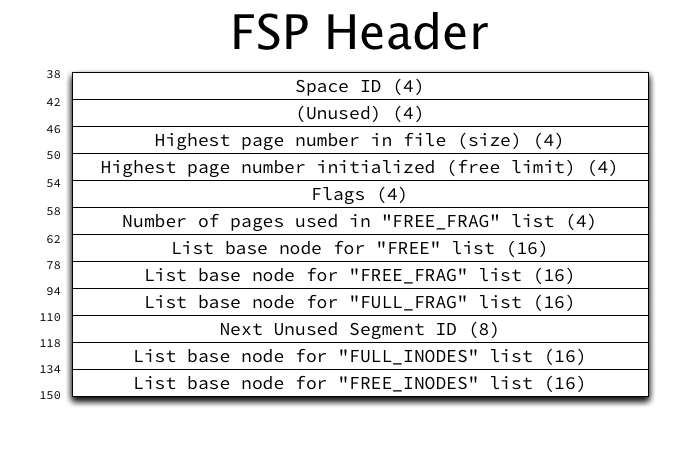 FSP Header
38
Space ID (4)
42
(Unused) (4)
46
Highest page number in file (size) (4)
50
Highest page number initialized (free limit) (4)
54
Flags (4)
58
Number of pages used in "FREE_FRAG" list (4)
62
List base node for "FREE" list (16)
78
List base node for "FREE_FRAG" list (16)
94
List base node for "FULL_FRAG" list (16)
110
Next Unused Segment ID (8)
118
List base node for "FULL_INODES" list (16)
134
List base node for "FREE_INODES" list (16)
150